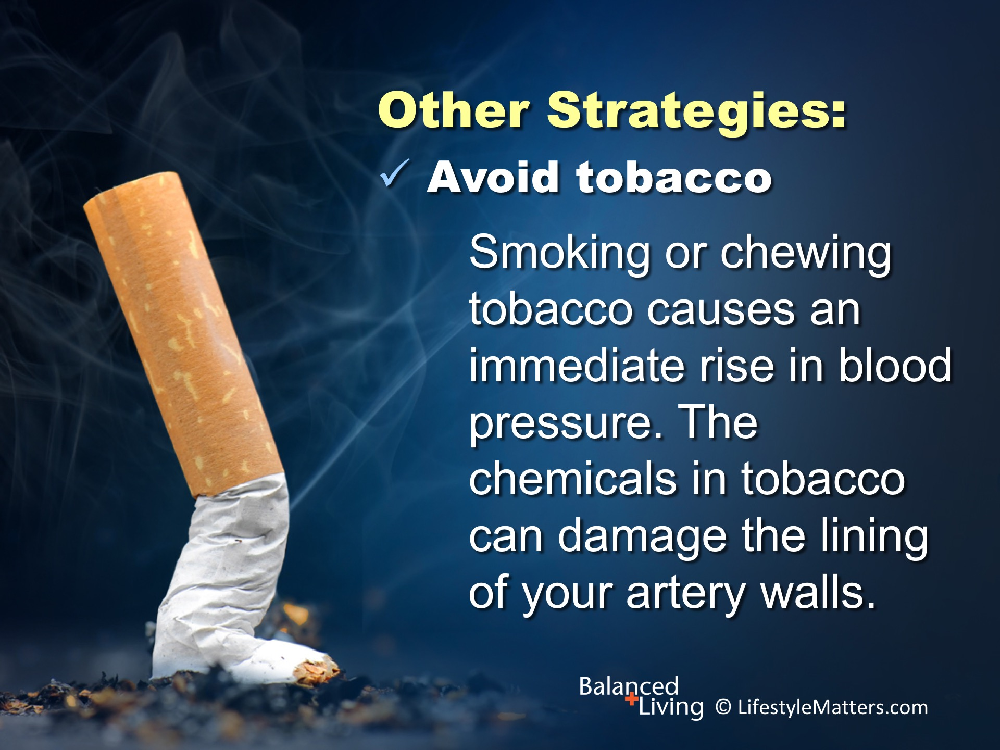 Other Strategies:
✓ Avoid tobacco
Smoking or chewing
tobacco causes an
immediate rise in blood
pressure. The
chemicals in tobacco
can damage the lining
of your artery walls.
Balanced
Living © LifestyleMatters.com